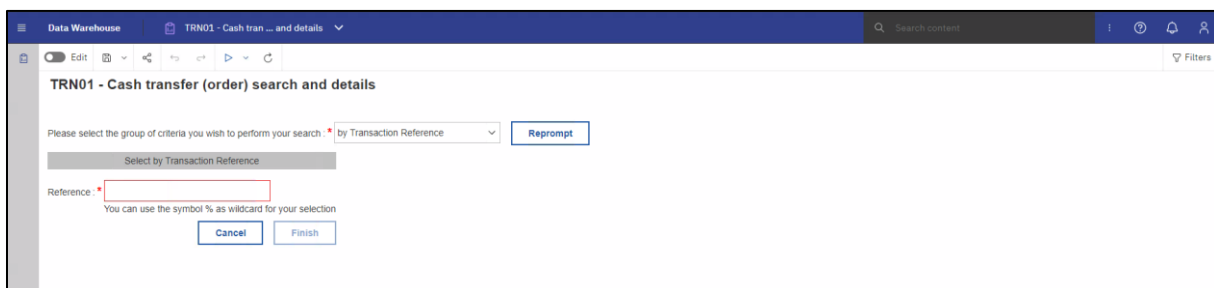 Data Warehouse
TRN01 - Cash tran ... and details
Search content
Edit
Filters
TRN01 - Cash transfer (order) search and details
Please select the group of criteria you wish to perform your search : * by Transaction Reference
Reprompt
Select by Transaction Reference
Reference : *
You can use the symbol % as wildcard for your selection
Cancel
Finish